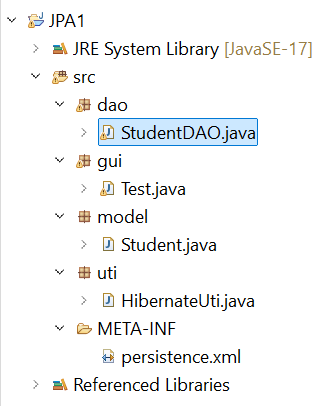 JPA1
JRE System Library [JavaSE-17]
src
dao
StudentDAO.java
gui
Test.java
model
Student.java
uti
HibernateUti.java
META-INF
persistence.xml
Referenced Libraries